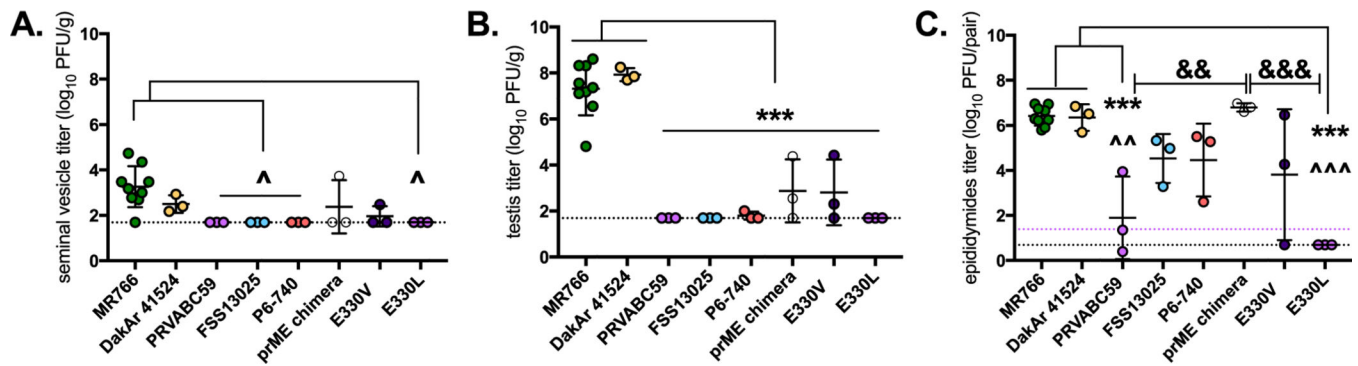 A.
seminal vesicle titer (log10 PFU/g)
10
8
6
4
2
0
^
^
MR766
DakAr 41524
PRVABC59
FSS13025
P6-740
prME chimera
E330V
E330L
B.
testis titer (log10 PFU/g)
10
8
6
4
2
0
***
MR766
DakAr 41524
PRVABC59
FSS13025
P6-740
prME chimera
E330V
E330L
C.
epididymides titer (log10 PFU/pair)
10
8
6
4
2
0
&&
&&&
***
^^
***
^^^
MR766
DakAr 41524
PRVABC59
FSS13025
P6-740
prME chimera
E330V
E330L